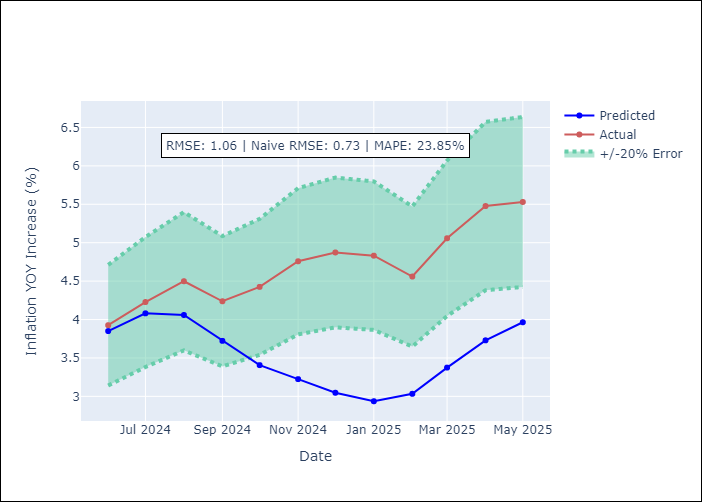 RMSE: 1.06 | Naive RMSE: 0.73 | MAPE: 23.85%
Predicted
Actual
+/-20% Error
Inflation YOY Increase (%)
6.5
6
5.5
5
4.5
4
3.5
3
Jul 2024
Sep 2024
Nov 2024
Jan 2025
Mar 2025
May 2025
Date